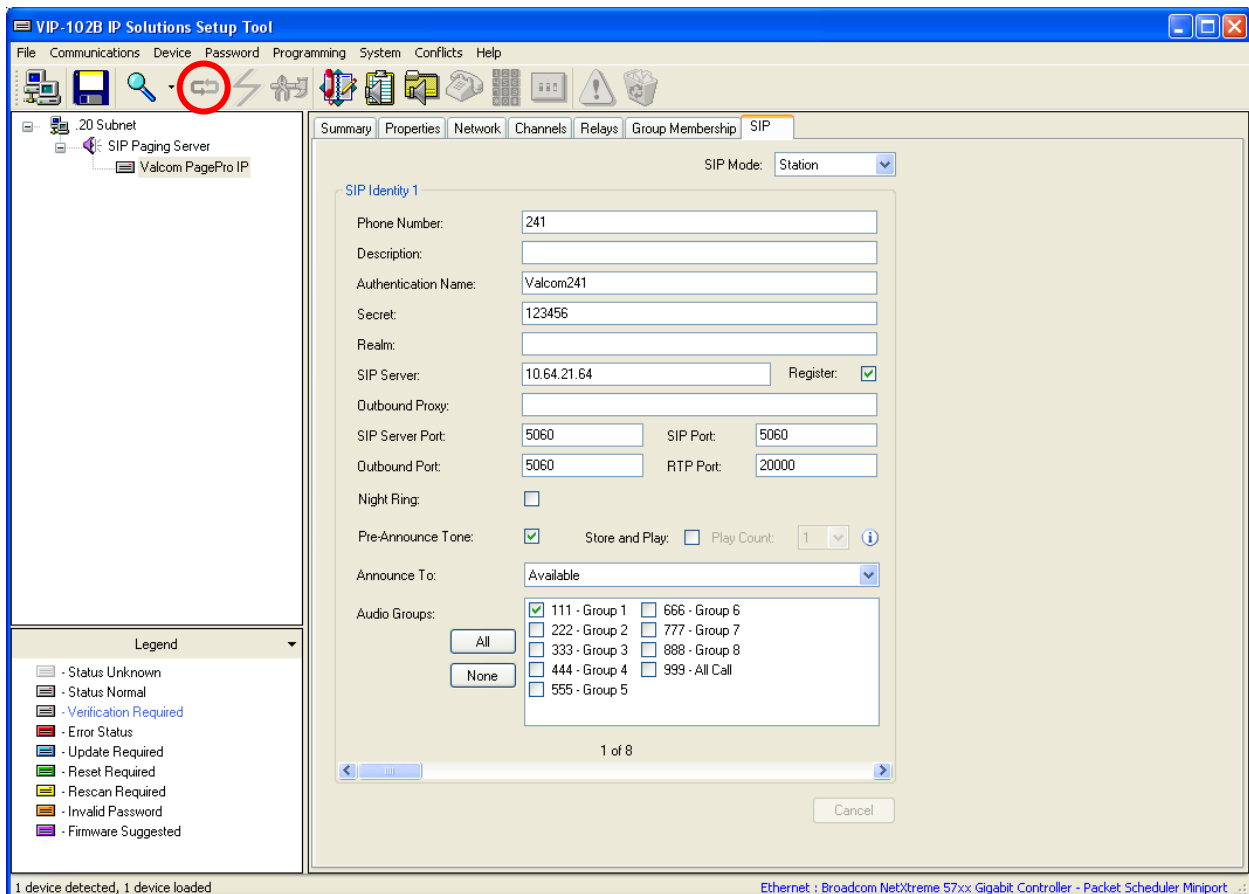 VIP-102B IP Solutions Setup Tool
File Communications Device Password Programming System Conflicts Help
.20 Subnet
SIP Paging Server
Valcom PagePro IP
Summary Properties Network Channels Relays Group Membership SIP
SIP Mode: Station
SIP Identity 1
Phone Number: 241
Description:
Authentication Name: Valcom241
Secret: 123456
Realm:
SIP Server: 10.64.21.64 Register:
Outbound Proxy:
SIP Server Port: 5060 SIP Port: 5060
Outbound Port: 5060 RTP Port: 20000
Night Ring:
Pre-Announce Tone: Store and Play: Play Count: 1
Announce To: Available
Audio Groups:
111 - Group 1 666 - Group 6
222 - Group 2 777 - Group 7
333 - Group 3 888 - Group 8
444 - Group 4 999 - All Call
555 - Group 5
All
None
1 of 8
Cancel
Legend
- Status Unknown
- Status Normal
- Verification Required
- Error Status
- Update Required
- Reset Required
- Rescan Required
- Invalid Password
- Firmware Suggested
1 device detected, 1 device loaded
Ethernet : Broadcom NetXtreme 57xx Gigabit Controller - Packet Scheduler Miniport